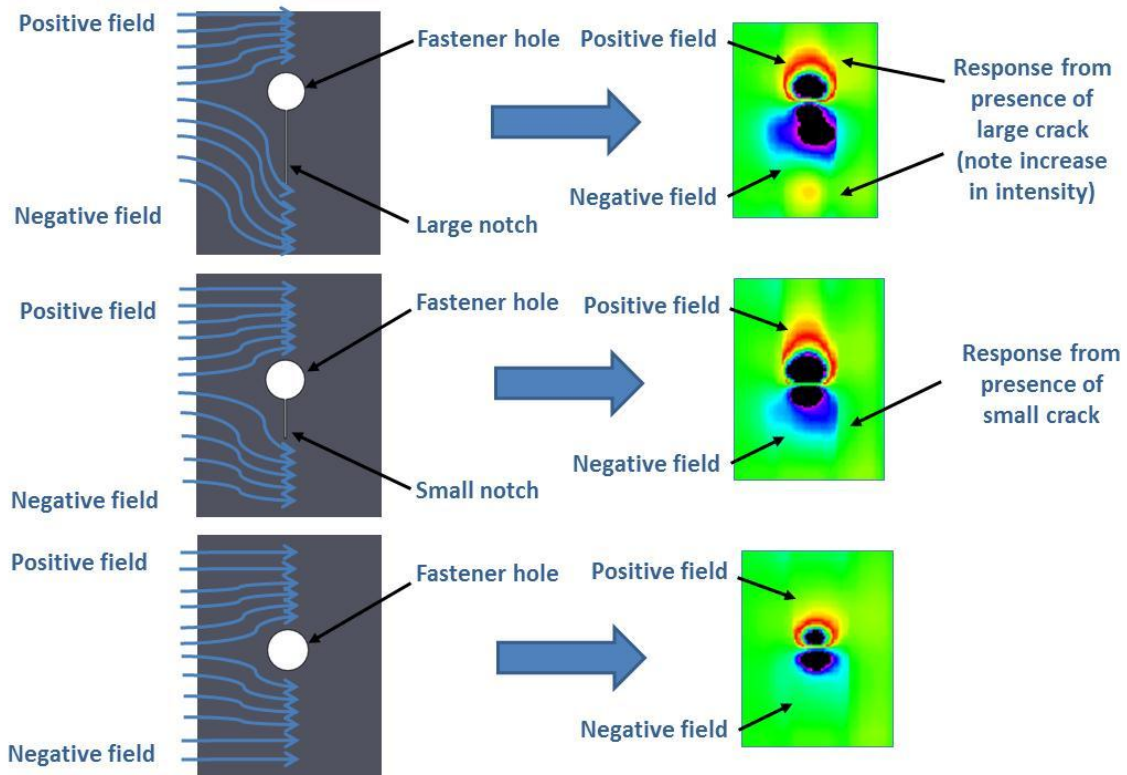 Positive field
Fastener hole
Negative field
Large notch
Positive field
Negative field
Response from
presence of
large crack
(note increase
in intensity)
Positive field
Fastener hole
Negative field
Small notch
Positive field
Negative field
Response from
presence of
small crack
Positive field
Fastener hole
Negative field
Positive field
Negative field